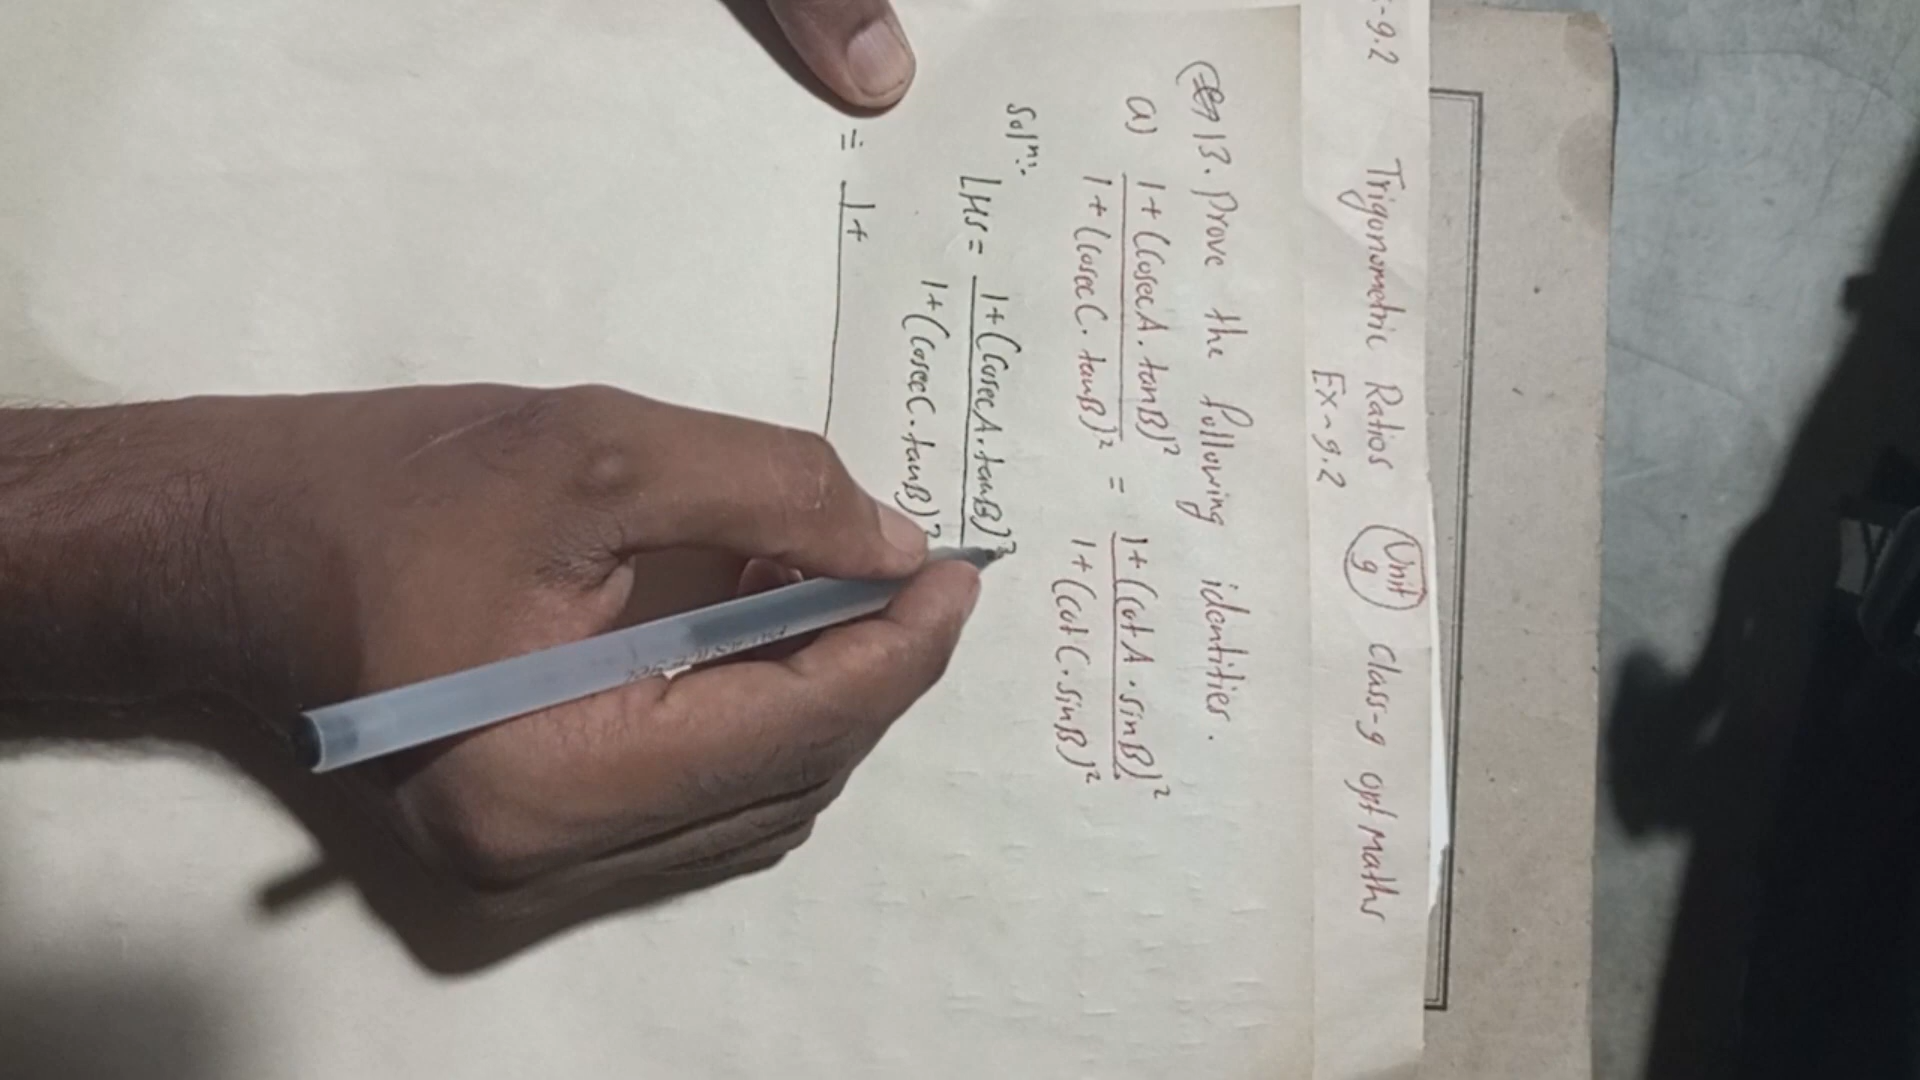 -9.2 Trigonometric Ratios Unit 9 class-9 opt Maths
Ex-9.2
13. Prove the following identities.
a) 1+(CosecA.tanB)² / 1+(CosecC.tanB)² = 1+(CotA.sinB)² / 1+(CotC.sinB)²
Solⁿ:-
LHS = 1+(CosecA.tanB)² / 1+(CosecC.tanB)²
= 1+